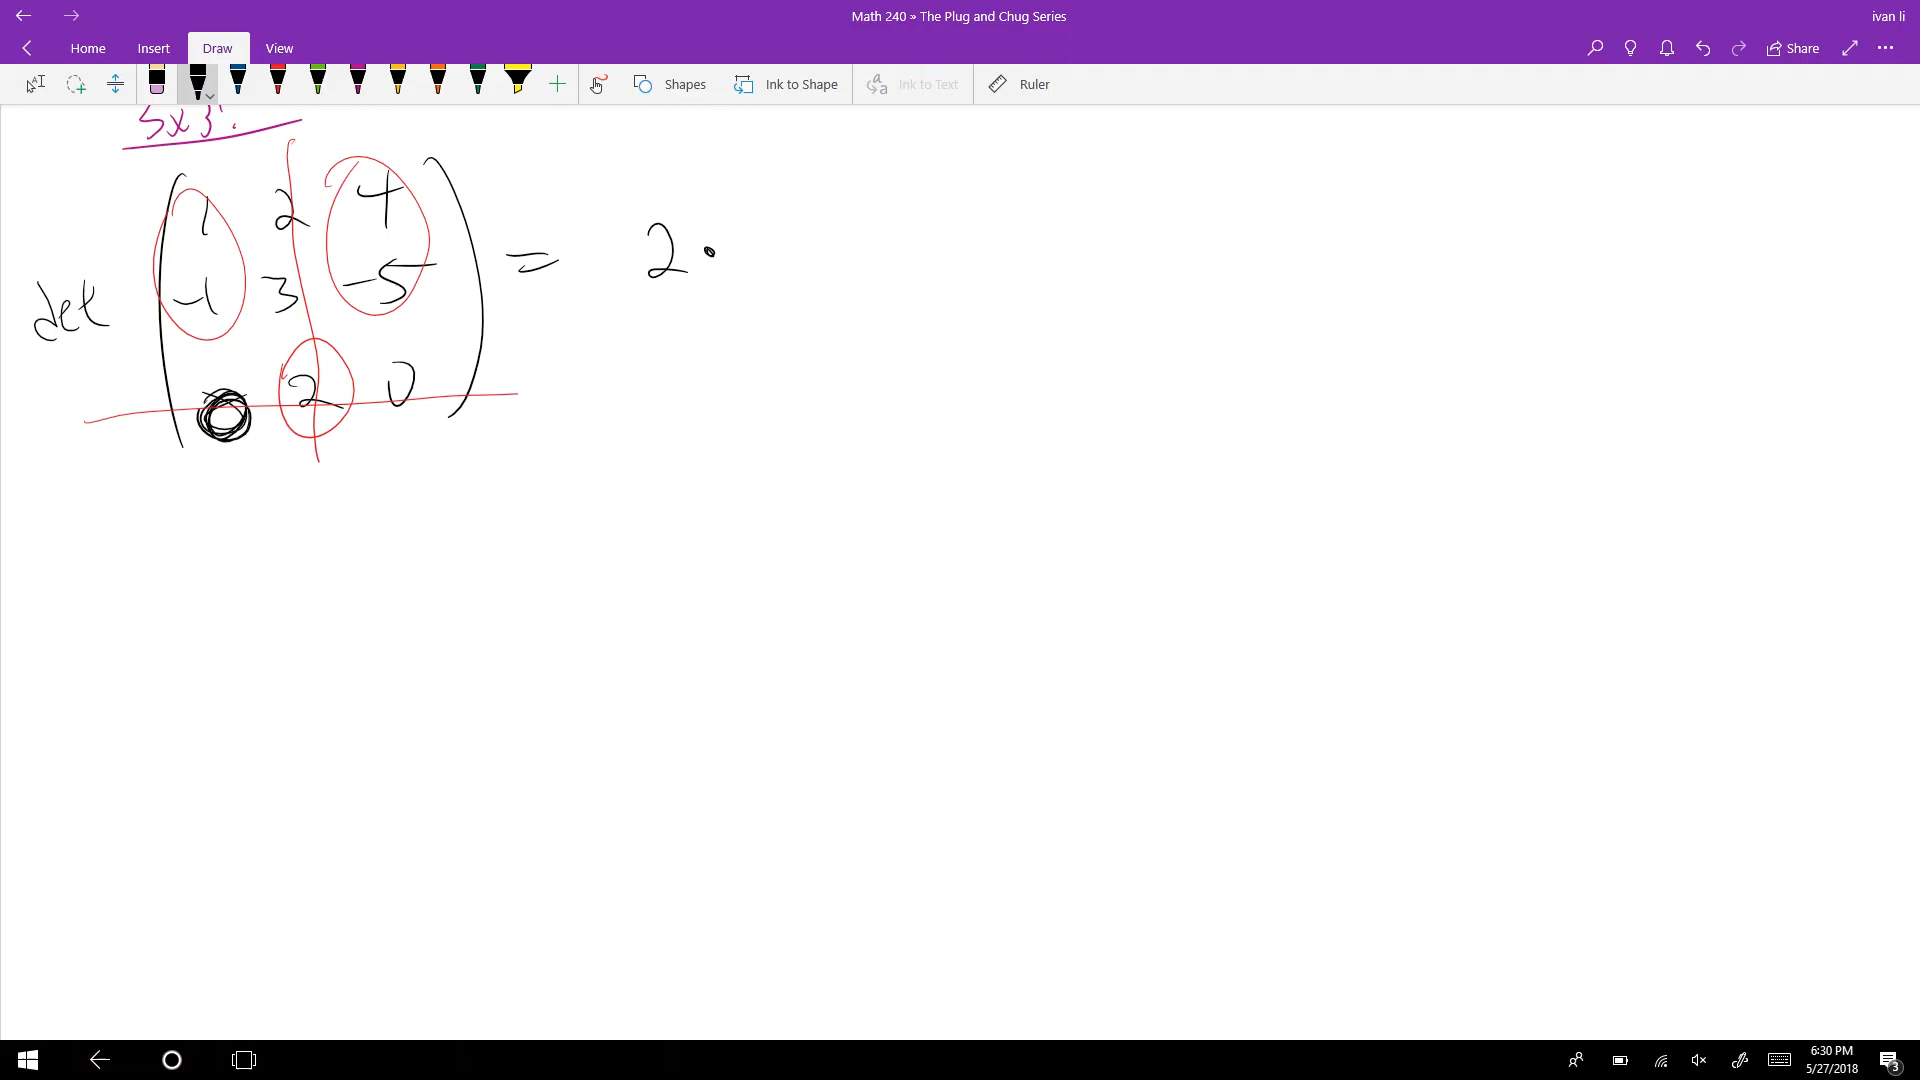 Math 240 » The Plug and Chug Series
ivan li
Home Insert Draw View
Share
Shapes Ink to Shape Ink to Text Ruler
1 2 4
2 ·
-1 3 -5
=
det
2 0
6:30 PM
5/27/2018
3